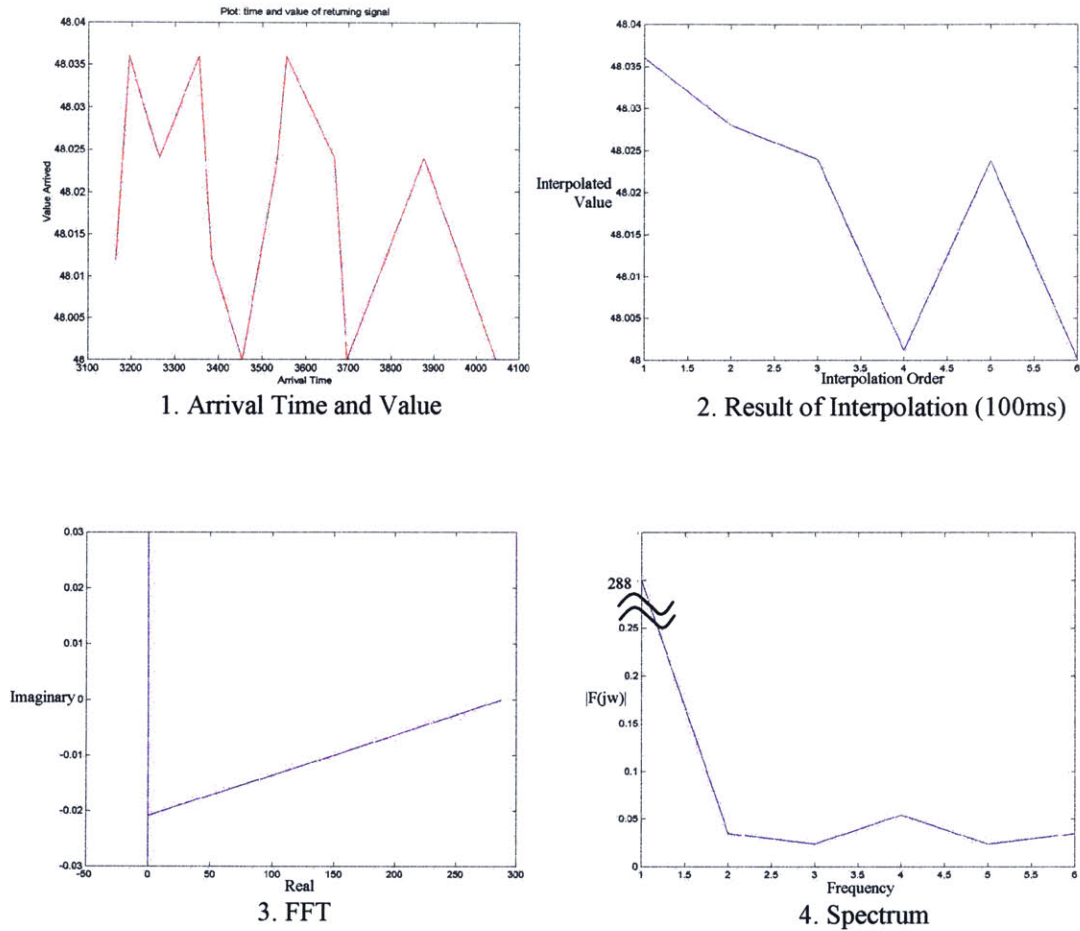 Plot: time and value of returning signal
48.04
48.035
48.03
48.025
48.02
48.015
48.01
48.005
48
Value Arrived
3100 3200 3300 3400 3500 3600 3700 3800 3900 4000 4100
Arrival Time
1. Arrival Time and Value
48.04
48.035
48.03
48.025
48.02
48.015
48.01
48.005
48
Interpolated
Value
1 1.5 2 2.5 3 3.5 4 4.5 5 5.5 6
Interpolation Order
2. Result of Interpolation (100ms)
0.03
0.02
0.01
0
-0.01
-0.02
-0.03
Imaginary
-50 0 50 100 150 200 250 300
Real
3. FFT
288
0.25
0.2
0.15
0.1
0.05
0
|F(jw)|
1 1.5 2 2.5 3 3.5 4 4.5 5 5.5 6
Frequency
4. Spectrum